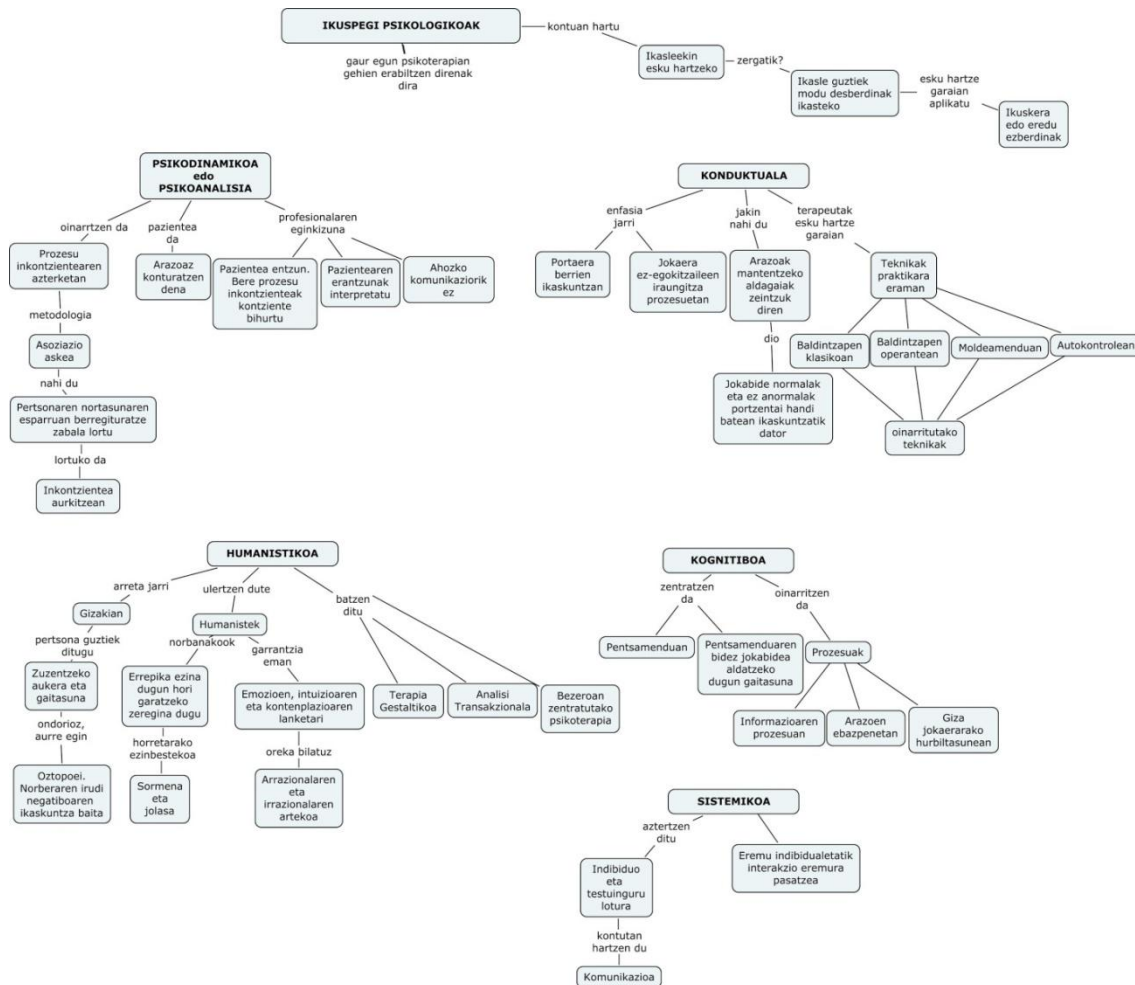 IKUSPEGI PSIKOLOGIKOAK
kontuan hartu
gaur egun psikoterapian
gehien erabiltzen direnak
dira
Ikasleekin
esku hartzeko
zergatik?
Ikasle guztiek
modu desberdinak
ikasteko
esku hartze
garaian
aplikatu
Ikuskera
edo eredu
ezberdinak
PSIKODINAMIKOA
edo
PSIKOANALISIA
oinarrtzen da
pazientea
da
profesionalaren
eginkizuna
Prozesu
inkontzientearen
azterketan
Arazoaz
konturatzen
dena
Pazientea entzun.
Bere prozesu
inkontzienteak
kontziente
bihurtu
Pazientearen
erantzunak
interpretatu
Ahozko
komunikaziorik
ez
metodologia
Asoziazio
askea
nahi du
Pertsonaren nortasunaren
esparruan berregituratze
zabala lortu
lortuko da
Inkontzientea
aurkitzean
KONDUKTUALA
enfasia
jarri
jakin
nahi du
terapeutak
esku hartze
garaian
Portaera
berrien
ikaskuntzan
Jokaera
ez-egokitzaileen
iraungitza
prozesuetan
Arazoak
mantentzeko
aldagaiak
zeintzuk
diren
Teknikak
praktikara
eraman
dio
Baldintzapen
klasikoan
Baldintzapen
operantean
Moldeamenduan
Autokontrolean
Jokabide normalak
eta ez anormalak
portzentai handi
batean ikaskuntzatik
dator
oinarritutako
teknikak
HUMANISTIKOA
arreta jarri
ulertzen dute
batzen
ditu
Gizakian
Humanistek
pertsona guztiek
ditugu
norbanakook
garrantzia
eman
Zuzentzeko
aukera eta
gaitasuna
Errepika ezina
dugun hori
garatzeko
zeregina dugu
Emozioen, intuizioaren
eta kontenplazioaren
lanketari
Terapia
Gestaltikoa
Analisi
Transakzionala
Bezeroan
zentratutako
psikoterapia
ondorioz,
aurre egin
horretarako
ezinbestekoa
oreka bilatuz
Oztopoei.
Norberaren irudi
negatiboaren
ikaskuntza baita
Sormena
eta
jolasa
Arrazionalaren
eta
irrazionalaren
artekoa
KOGNITIBOA
zentratzen
da
oinarritzen
da
Pentsamenduan
Pentsamenduaren
bidez jokabidea
aldatzeko
dugun gaitasuna
Prozesuak
Informazioaren
prozesuan
Arazoen
ebazpenetan
Giza
jokaerarako
hurbiltasunean
SISTEMIKOA
aztertzen
ditu
Indibiduo
eta
testuinguru
lotura
Eremu indibidualetatik
interakzio eremura
pasatzea
kontutan
hartzen du
Komunikazioa